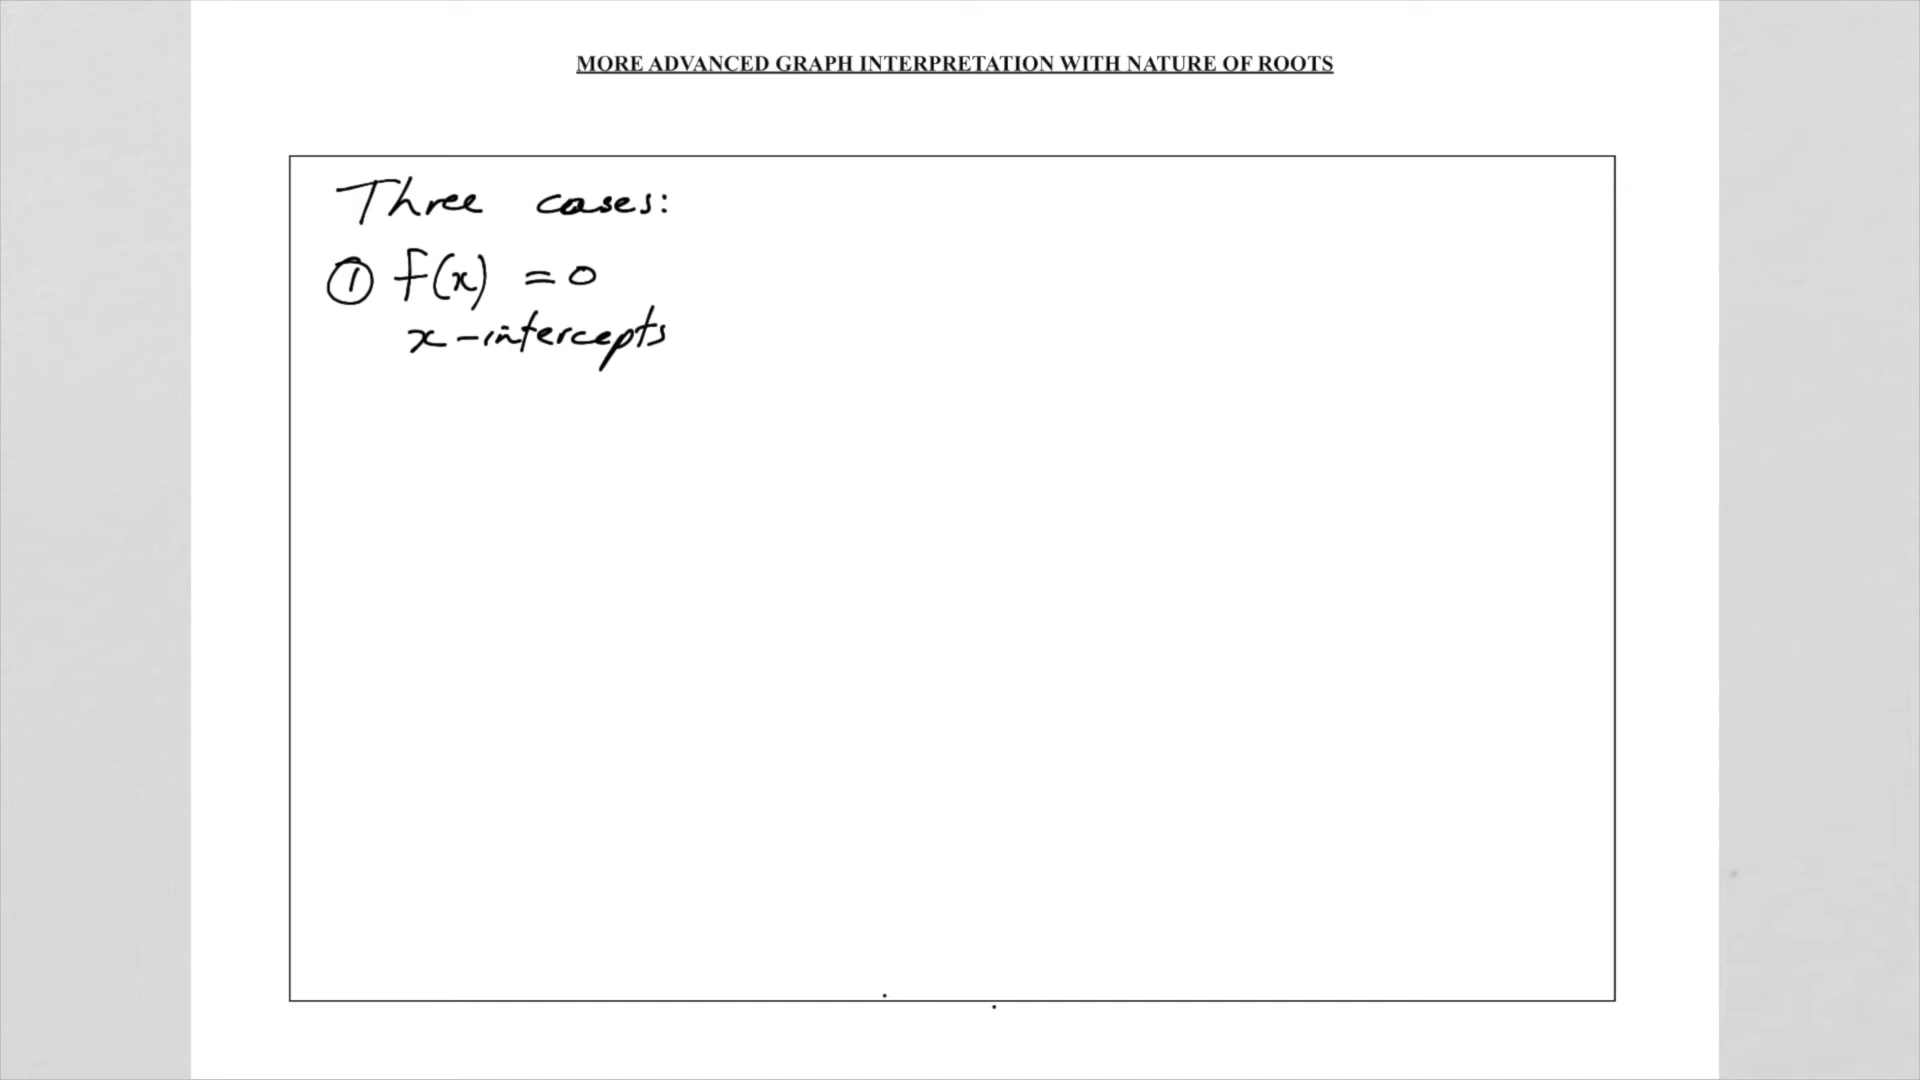 MORE ADVANCED GRAPH INTERPRETATION WITH NATURE OF ROOTS
Three cases:
① f(x) = 0
x-intercepts